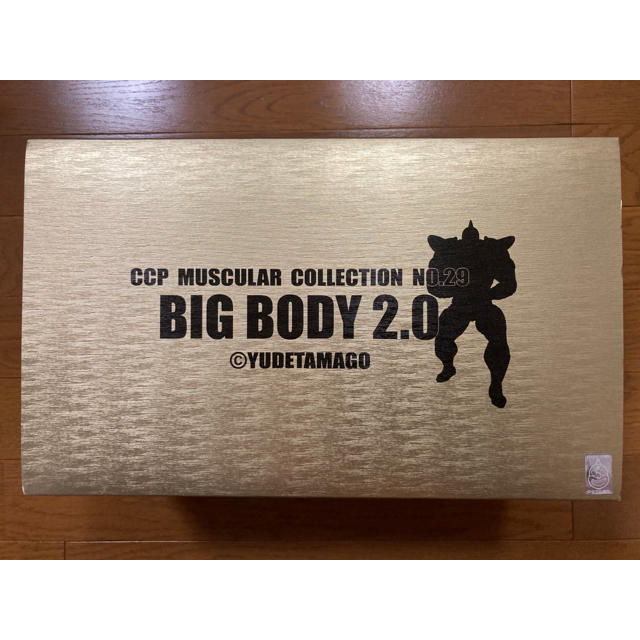 CCP MUSCULAR COLLECTION NO.29
BIG BODY 2.0
©YUDETAMAGO